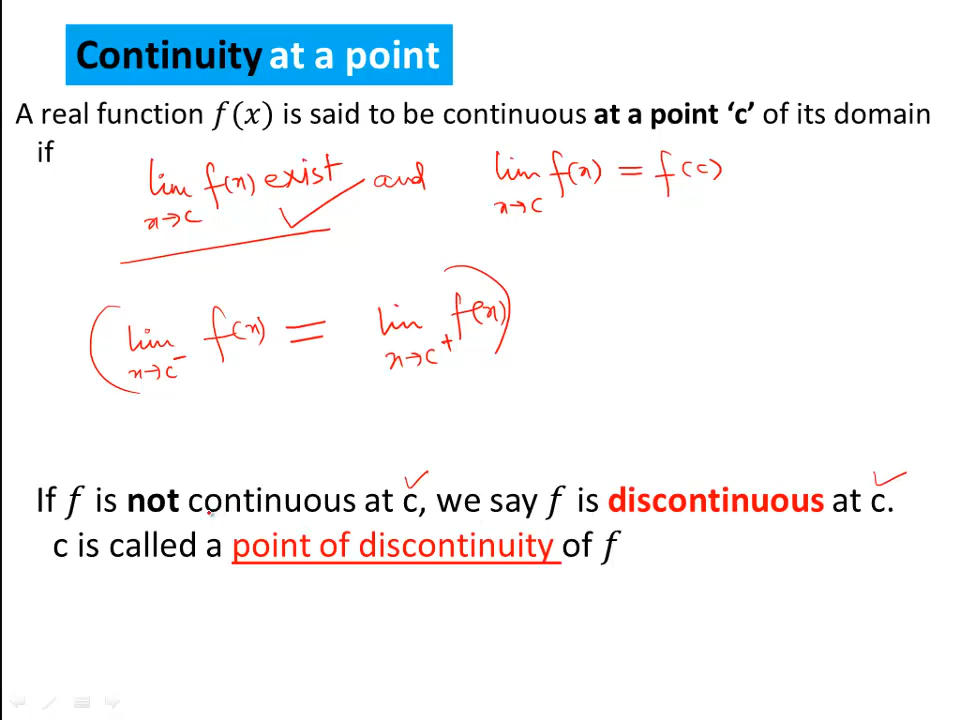 Continuity at a point
A real function f(x) is said to be continuous at a point ‘c’ of its domain
if
lim f(x) exist and lim f(x) = f(c)
x→c x→c
( lim f(x) = lim f(x) )
x→c⁻ x→c⁺
If f is not continuous at c, we say f is discontinuous at c.
c is called a point of discontinuity of f